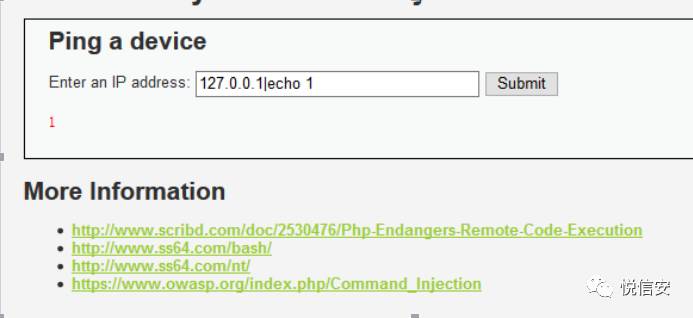 Ping a device
Enter an IP address: 127.0.0.1|echo 1 Submit
1
More Information
http://www.scribd.com/doc/2530476/Php-Endangers-Remote-Code-Execution
http://www.ss64.com/bash/
http://www.ss64.com/nt/
https://www.owasp.org/index.php/Command_Injection
悦信安